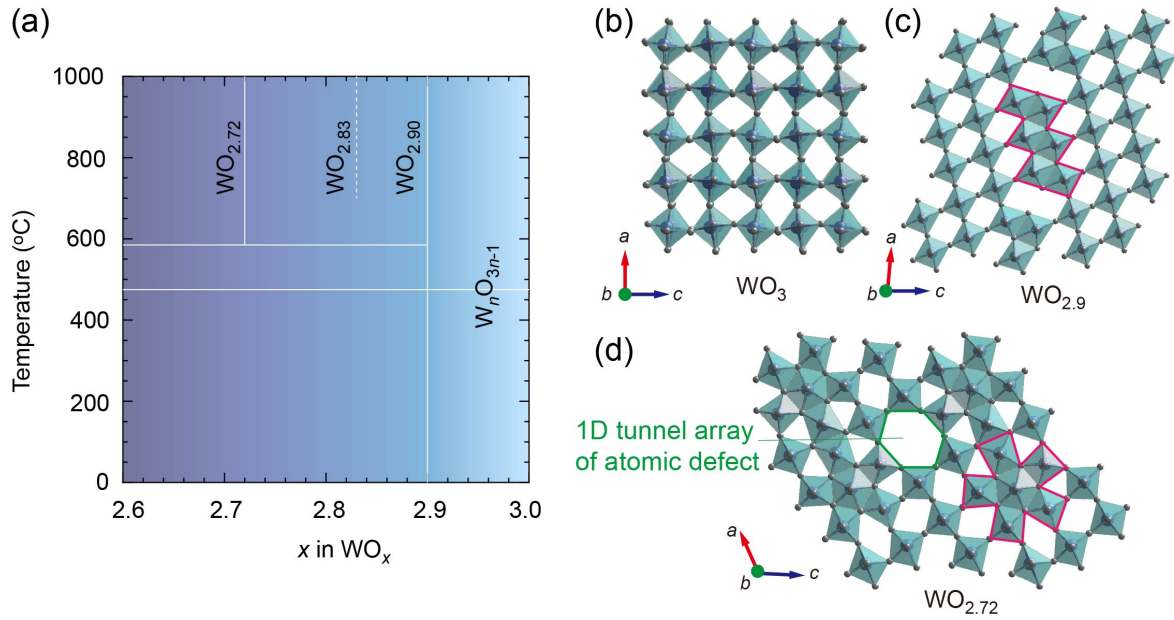 (a)
1000
800
600
400
200
0
Temperature (°C)
2.6
2.7
2.8
2.9
3.0
x in WOx
WO2.72
WO2.83
WO2.90
WnO3n-1
(b)
a
b
c
WO3
(c)
a
b
c
WO2.9
(d)
1D tunnel array
of atomic defect
a
b
c
WO2.72